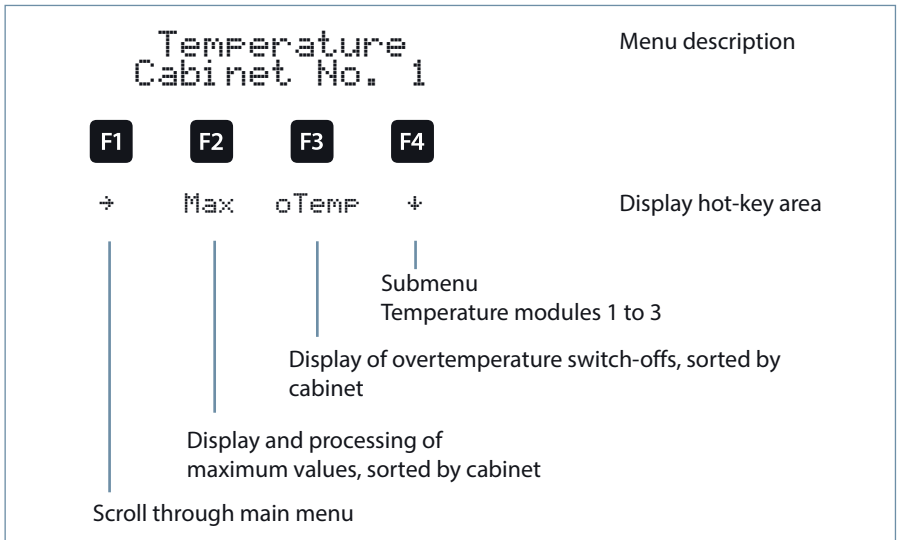 Temperature
Cabinet No. 1
Menu description
F1 F2 F3 F4
→ Max oTemp ↓
Display hot-key area
Submenu
Temperature modules 1 to 3
Display of overtemperature switch-offs, sorted by
cabinet
Display and processing of
maximum values, sorted by cabinet
Scroll through main menu